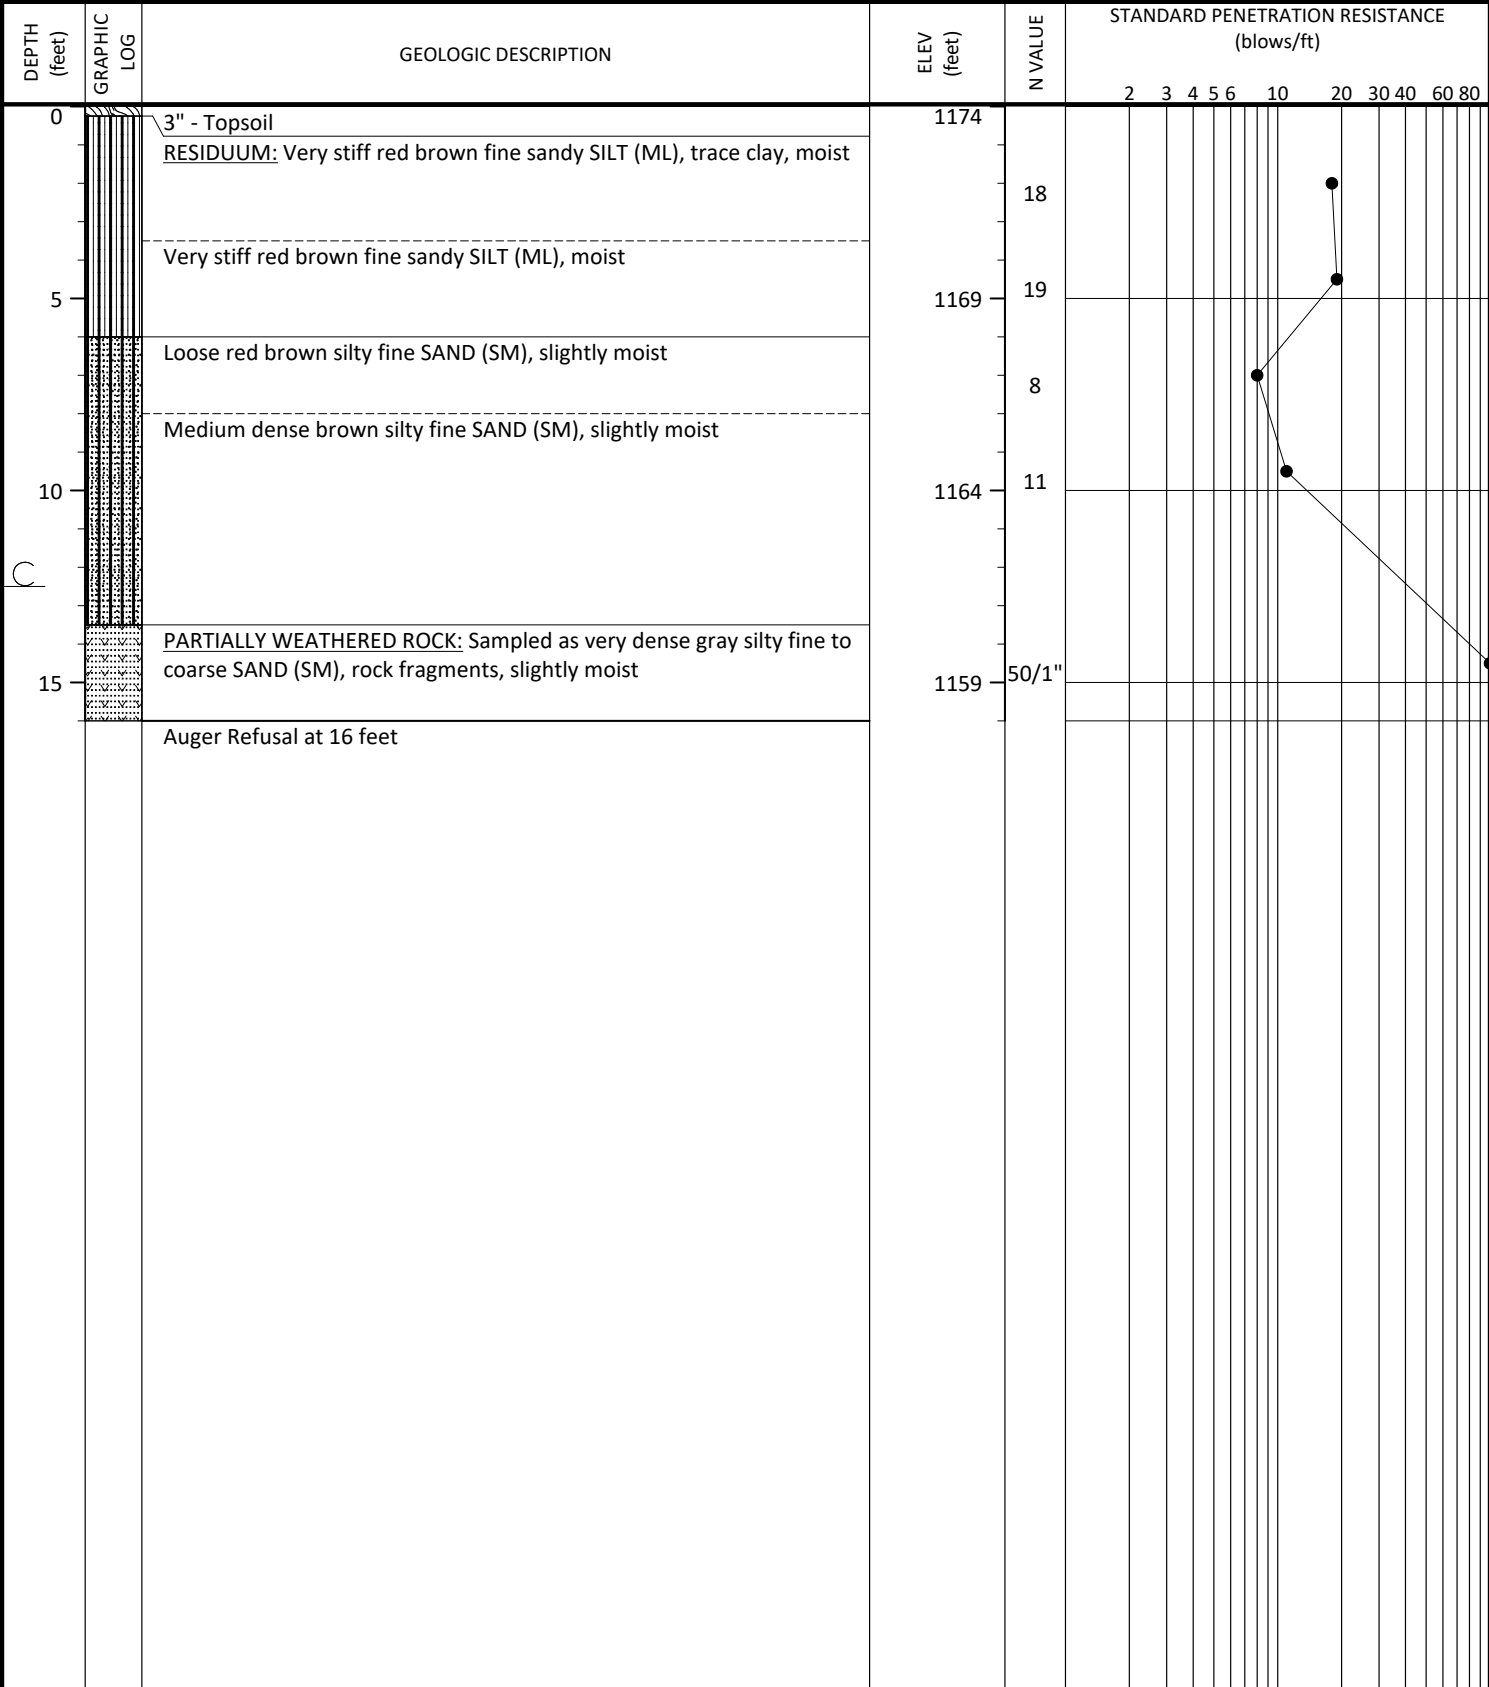 DEPTH
(feet)
GRAPHIC
LOG
GEOLOGIC DESCRIPTION
ELEV
(feet)
N VALUE
STANDARD PENETRATION RESISTANCE
(blows/ft)
2 3 4 5 6 10 20 30 40 60 80
0 3" - Topsoil 1174
RESIDUUM: Very stiff red brown fine sandy SILT (ML), trace clay, moist
18
Very stiff red brown fine sandy SILT (ML), moist
5 1169 19
Loose red brown silty fine SAND (SM), slightly moist
8
Medium dense brown silty fine SAND (SM), slightly moist
10 1164 11
C
PARTIALLY WEATHERED ROCK: Sampled as very dense gray silty fine to
coarse SAND (SM), rock fragments, slightly moist
15 1159 50/1"
Auger Refusal at 16 feet